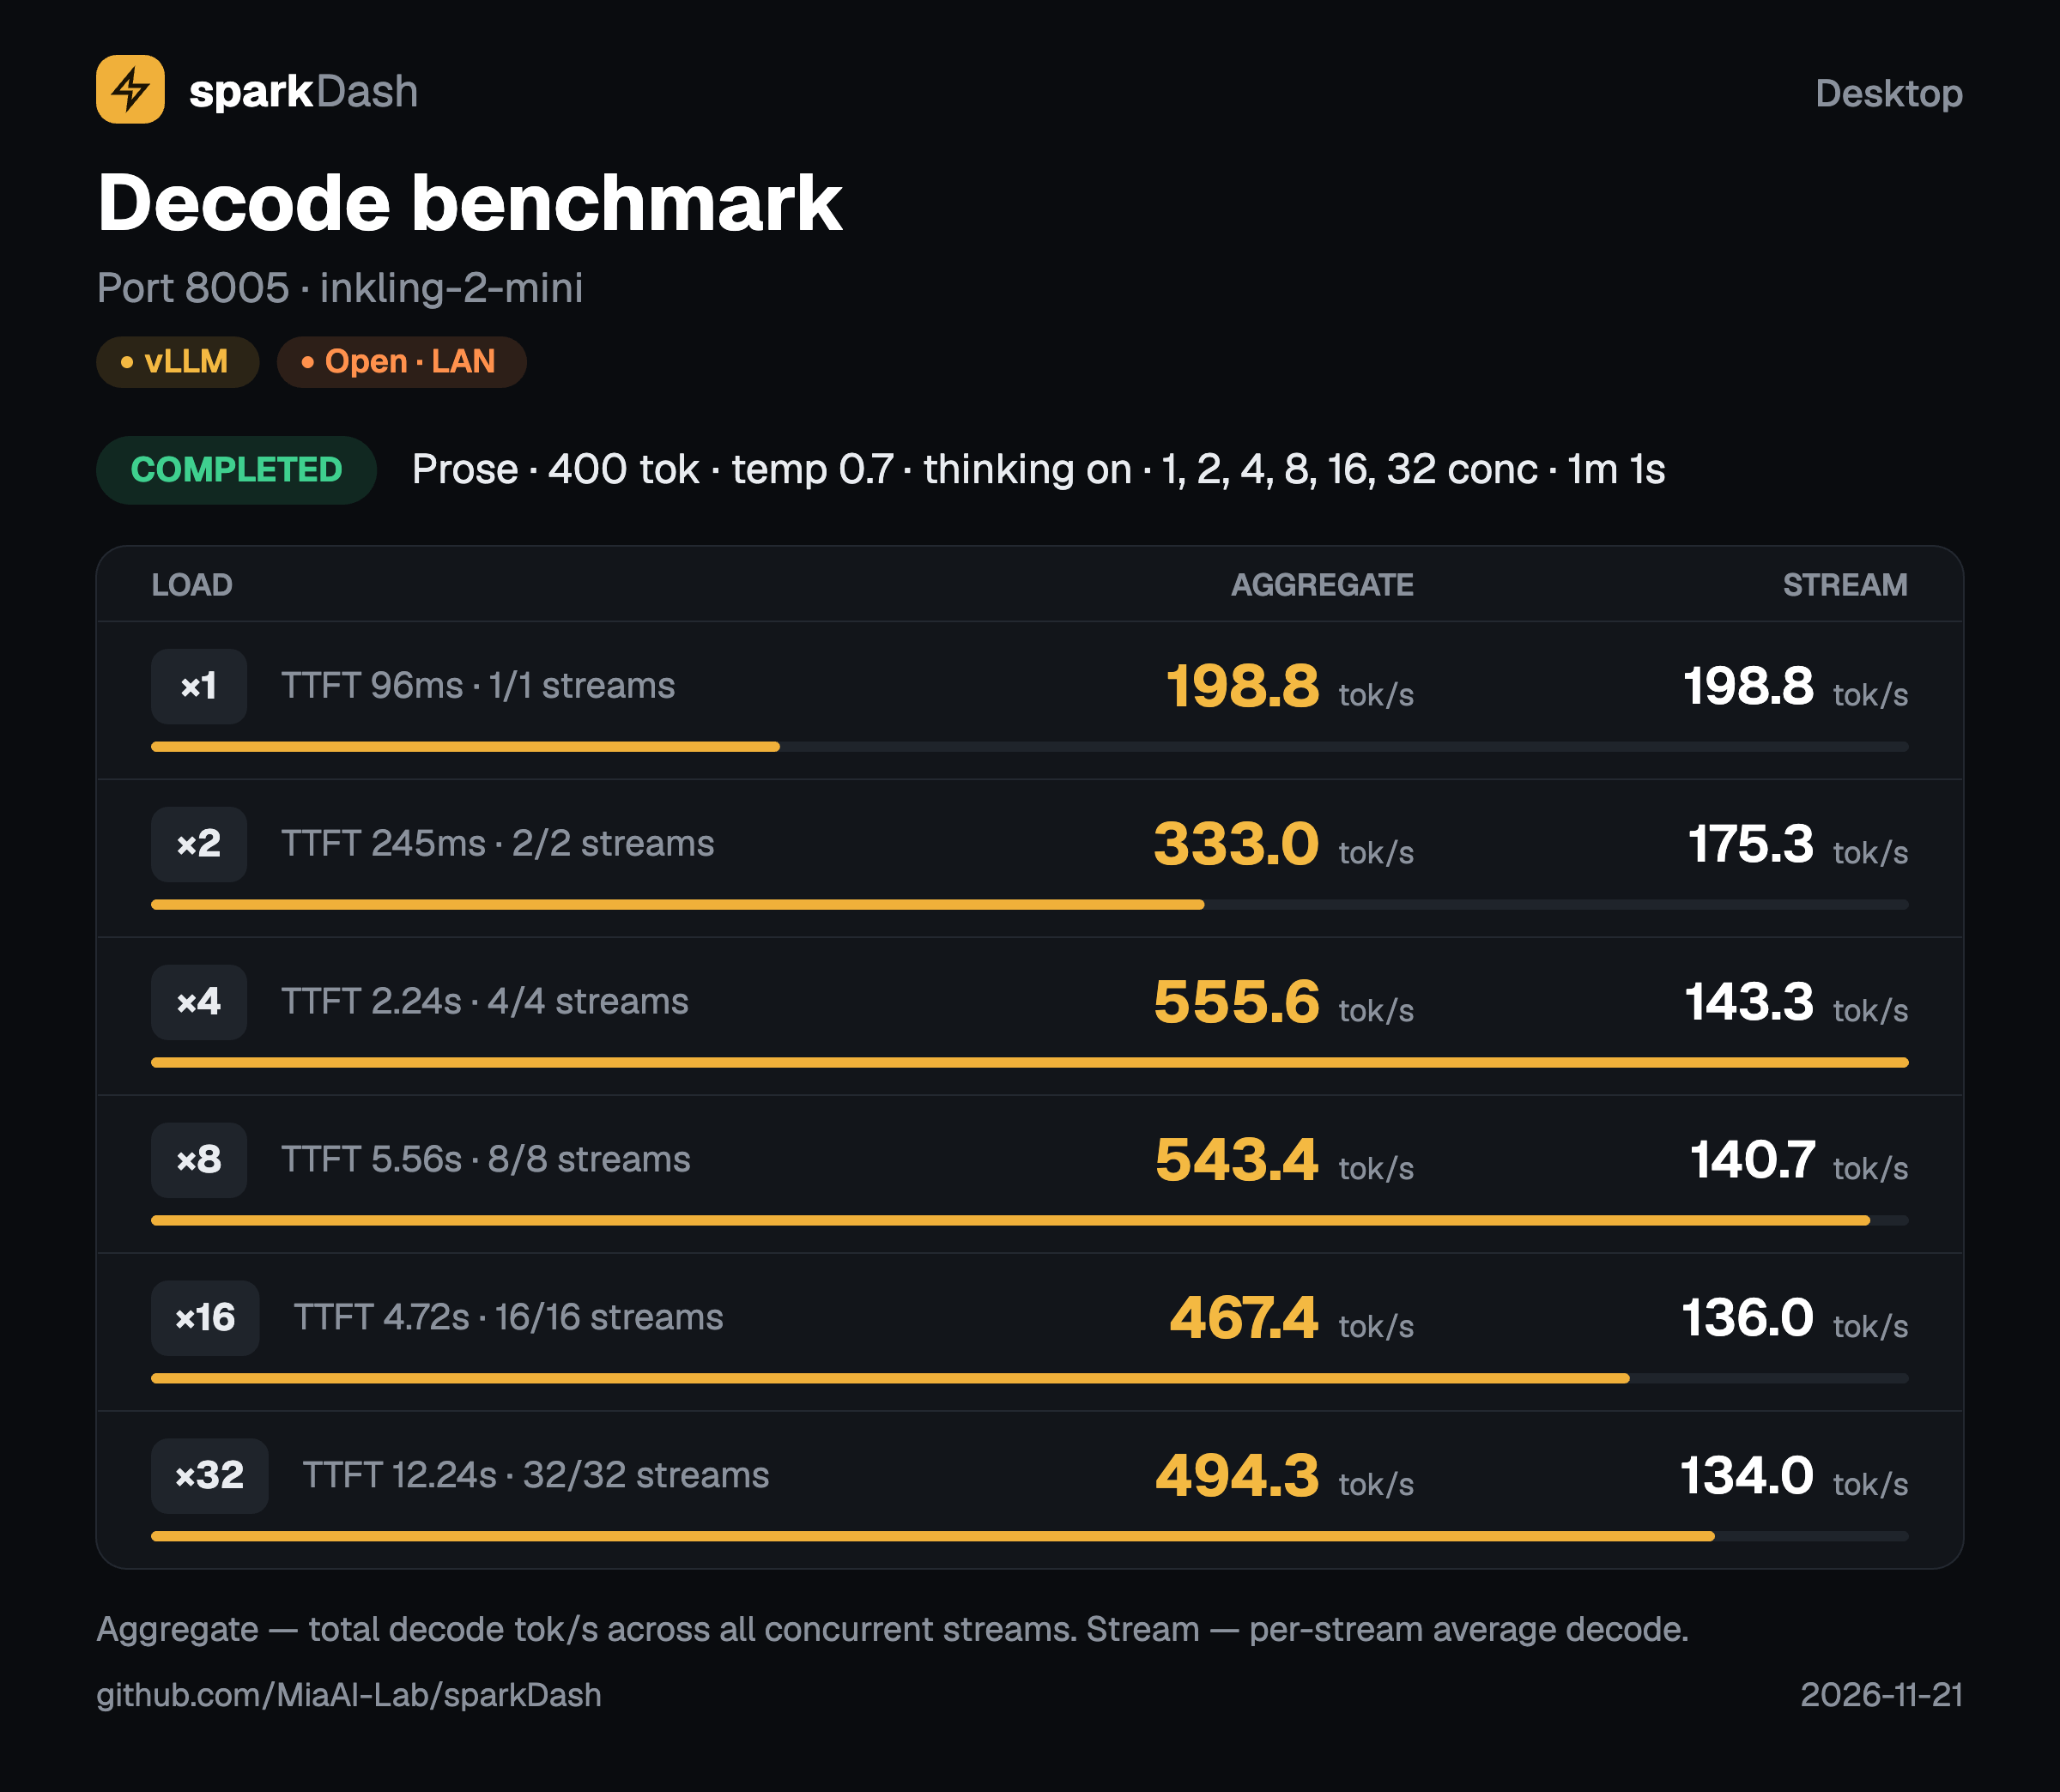 sparkDash
Desktop
Decode benchmark
Port 8005 · inkling-2-mini
vLLM
Open · LAN
COMPLETED
Prose · 400 tok · temp 0.7 · thinking on · 1, 2, 4, 8, 16, 32 conc · 1m 1s
LOAD AGGREGATE STREAM
×1 TTFT 96ms · 1/1 streams 198.8 tok/s 198.8 tok/s
×2 TTFT 245ms · 2/2 streams 333.0 tok/s 175.3 tok/s
×4 TTFT 2.24s · 4/4 streams 555.6 tok/s 143.3 tok/s
×8 TTFT 5.56s · 8/8 streams 543.4 tok/s 140.7 tok/s
×16 TTFT 4.72s · 16/16 streams 467.4 tok/s 136.0 tok/s
×32 TTFT 12.24s · 32/32 streams 494.3 tok/s 134.0 tok/s
Aggregate — total decode tok/s across all concurrent streams. Stream — per-stream average decode.
github.com/MiaAI-Lab/sparkDash
2026-11-21